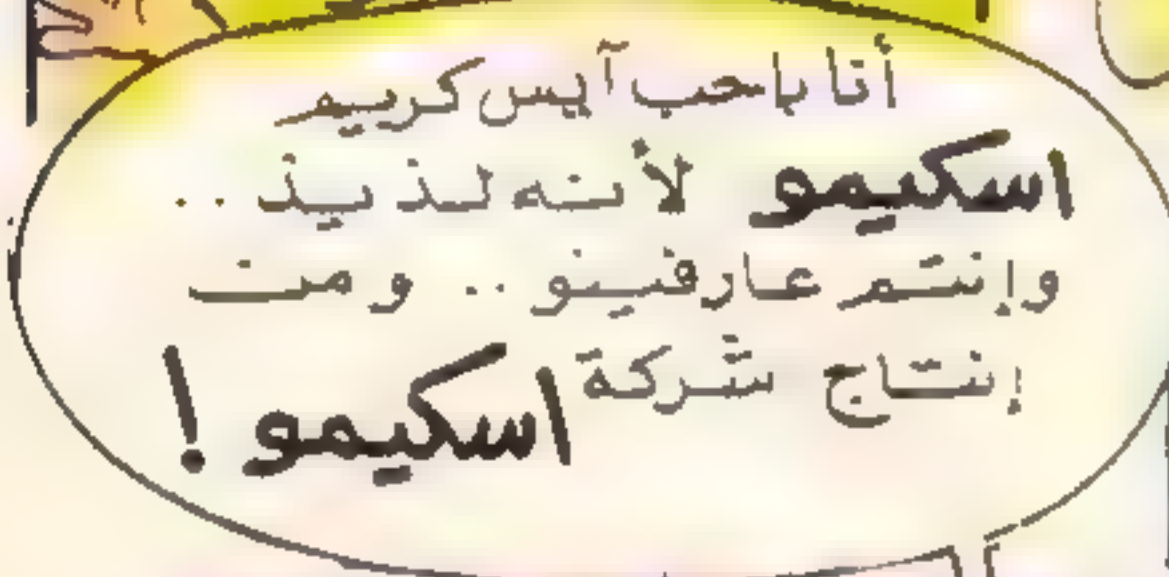 أنا باحب آيس كريم
اسكيمو لأنه لذيذ ..
وإنتم عارفينو .. ومن
إنتاج شركة اسكيمو !